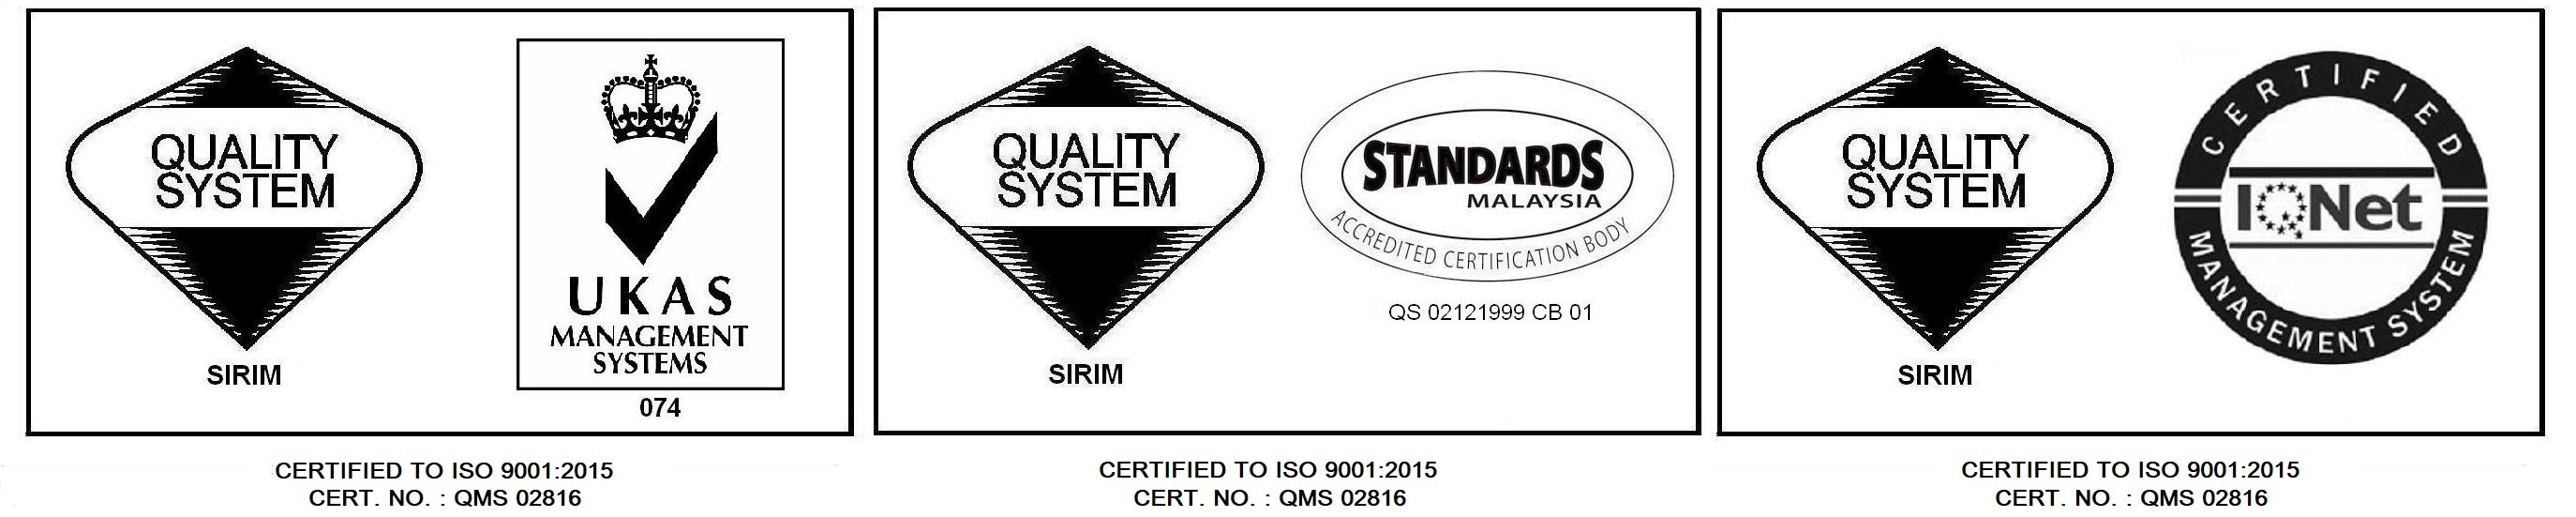 QUALITY
SYSTEM
SIRIM
UKAS
MANAGEMENT
SYSTEMS
074
CERTIFIED TO ISO 9001:2015
CERT. NO. : QMS 02816
QUALITY
SYSTEM
SIRIM
STANDARDS
MALAYSIA
ACCREDITED CERTIFICATION BODY
QS 02121999 CB 01
CERTIFIED TO ISO 9001:2015
CERT. NO. : QMS 02816
QUALITY
SYSTEM
SIRIM
CERTIFIED
IQNet
MANAGEMENT SYSTEM
CERTIFIED TO ISO 9001:2015
CERT. NO. : QMS 02816